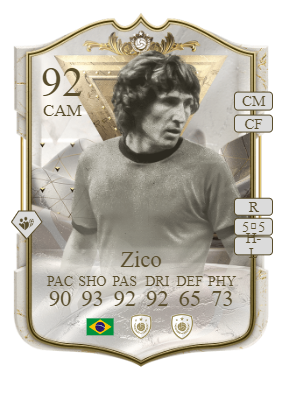 92
CAM
CM
CF
R
5▯5
H-
L
Zico
PAC SHO PAS DRI DEF PHY
90 93 92 92 65 73